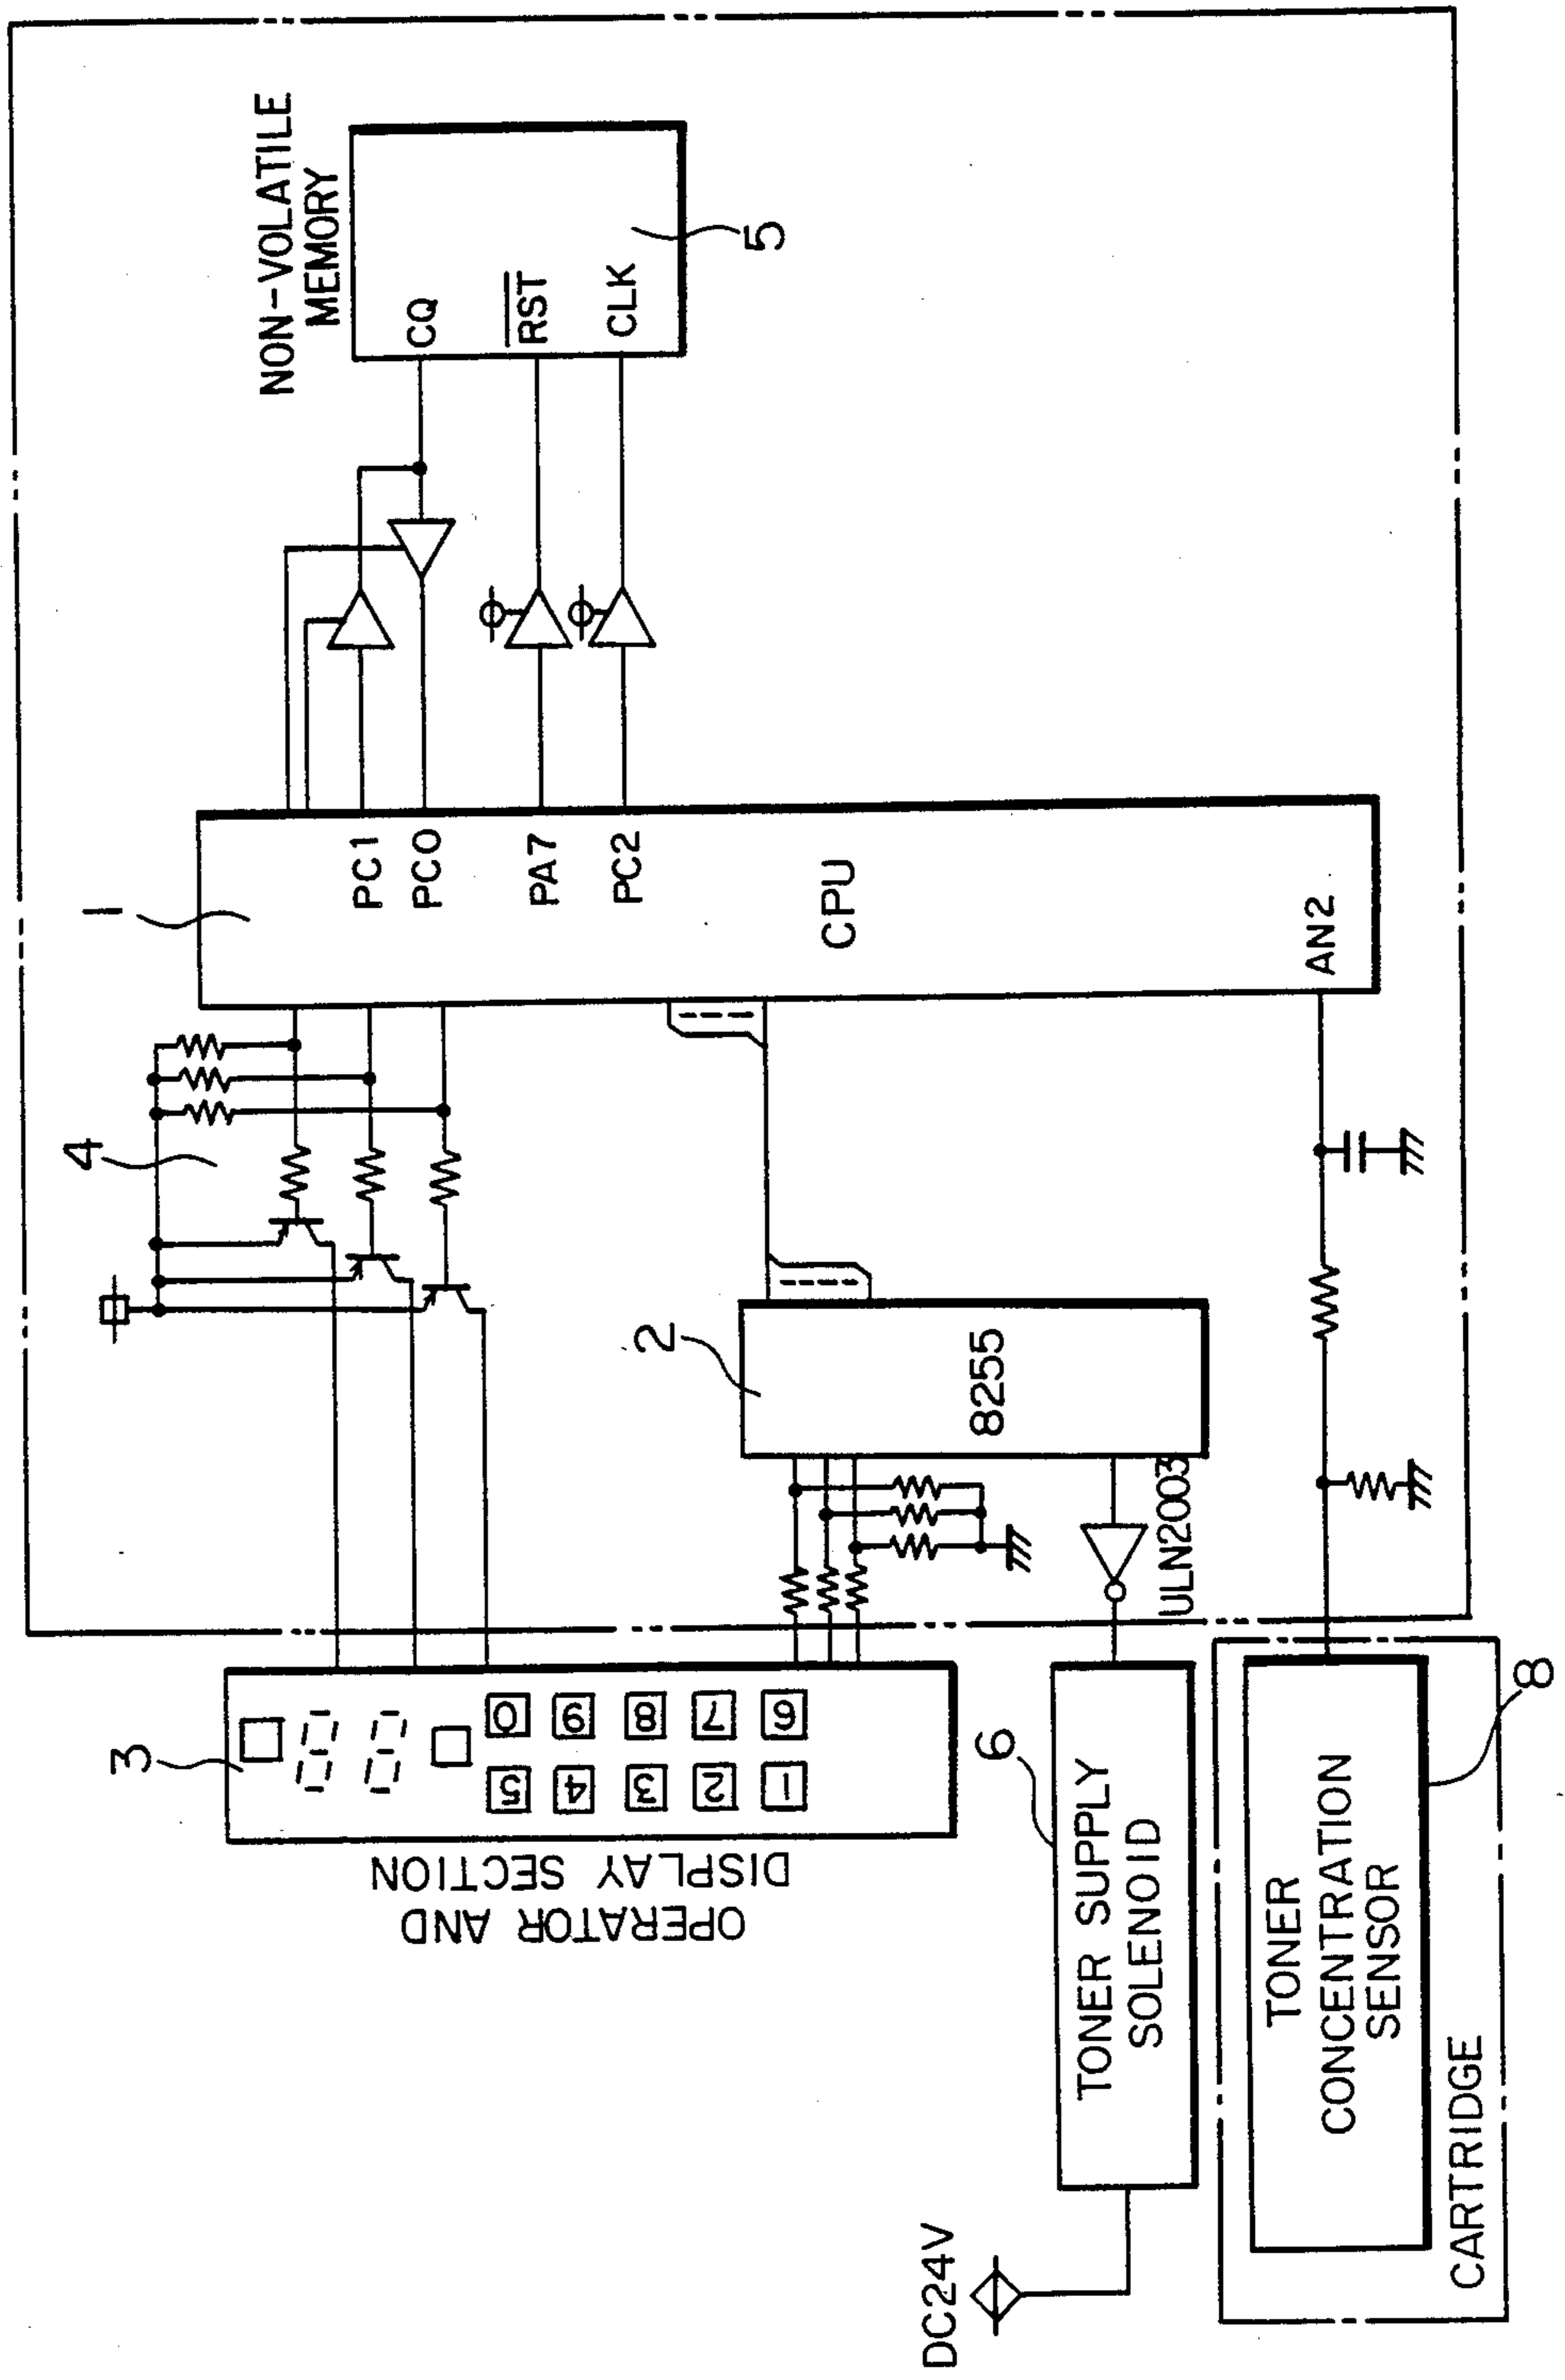 NON-VOLATILE
MEMORY
CQ
RST
CLK
5
1
PC1
PC0
PA7
PC2
CPU
AN2
4
2
8255
ULN2003
3
0
9
8
7
6
5
4
3
2
1
OPERATOR AND
DISPLAY SECTION
6
TONER SUPPLY
SOLENOID
DC24V
TONER
CONCENTRATION
SENSOR
8
CARTRIDGE